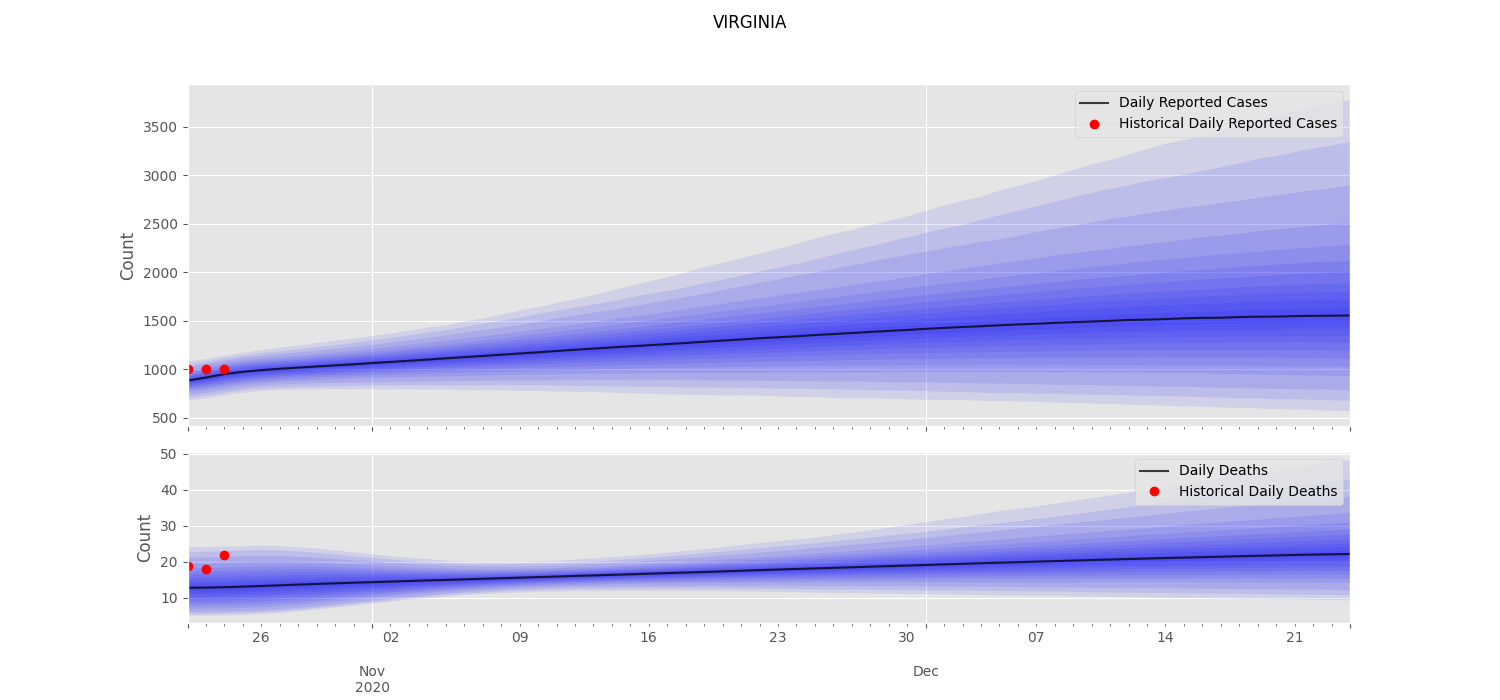 VIRGINIA
Daily Reported Cases
Historical Daily Reported Cases
Count
3500
3000
2500
2000
1500
1000
500
Daily Deaths
Historical Daily Deaths
Count
50
40
30
20
10
26 02 09 16 23 30 07 14 21
Nov Dec
2020